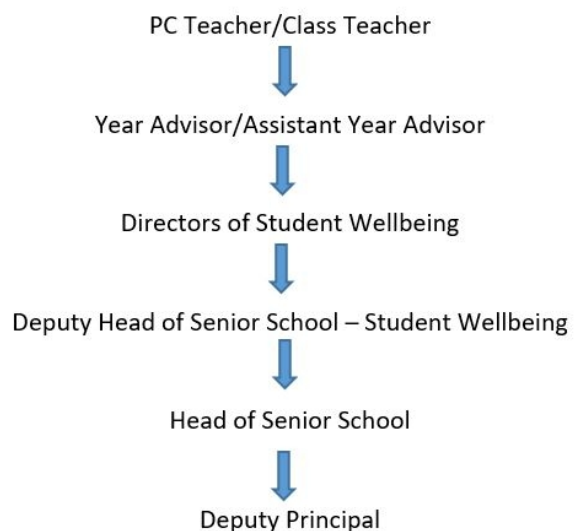 PC Teacher/Class Teacher
Year Advisor/Assistant Year Advisor
Directors of Student Wellbeing
Deputy Head of Senior School – Student Wellbeing
Head of Senior School
Deputy Principal